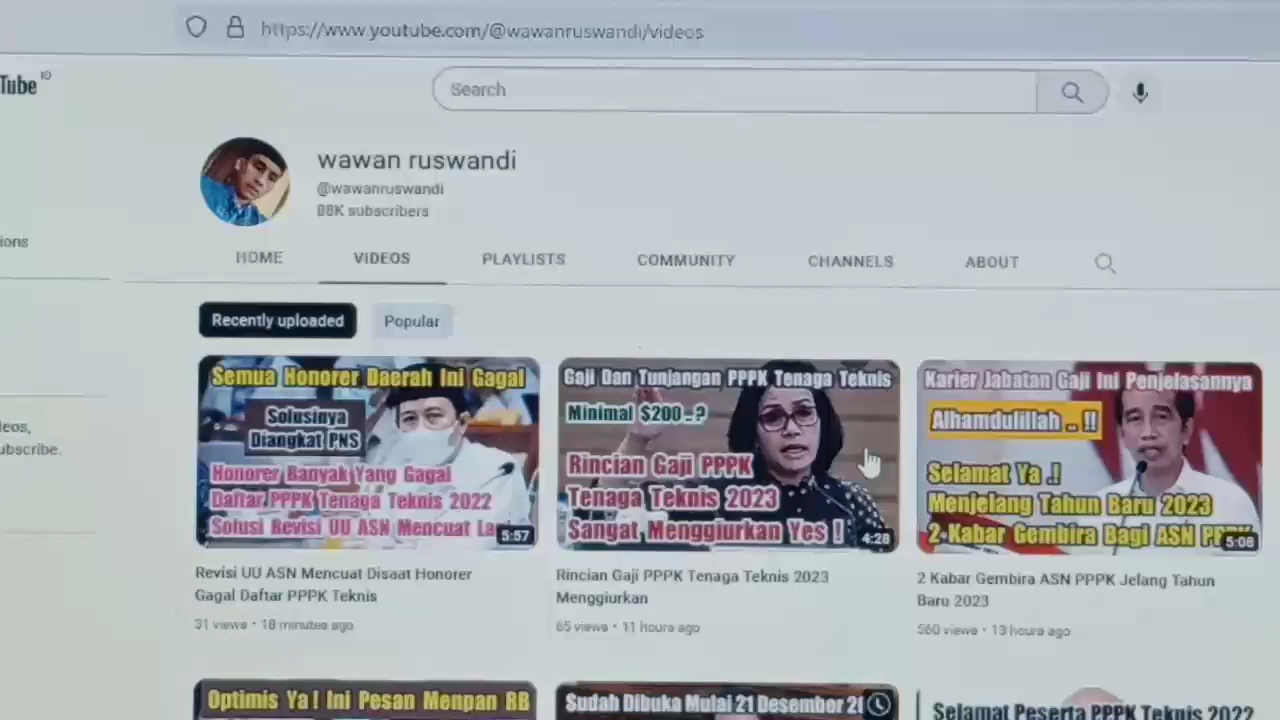 https://www.youtube.com/@wawanruswandi/videos
Tube ID
Search
wawan ruswandi
@wawanruswandi
88K subscribers
ions
HOME VIDEOS PLAYLISTS COMMUNITY CHANNELS ABOUT
Recently uploaded Popular
Semua Honorer Daerah Ini Gagal
Solusinya
Diangkat PNS
Honorer Banyak Yang Gagal
Daftar PPPK Tenaga Teknis 2022
Solusi Revisi UU ASN Mencuat La
5:57
Gaji Dan Tunjangan PPPK Tenaga Teknis
Minimal $200..?
Rincian Gaji PPPK
Tenaga Teknis 2023
Sangat Menggiurkan Yes !
4:28
Karier Jabatan Gaji Ini Penjelasannya
Alhamdulillah .. !!
Selamat Ya .!
Menjelang Tahun Baru 2023
2 Kabar Gembira Bagi ASN PPPK
5:08
eos,
ubscribe.
Revisi UU ASN Mencuat Disaat Honorer
Gagal Daftar PPPK Teknis
31 views • 18 minutes ago
Rincian Gaji PPPK Tenaga Teknis 2023
Menggiurkan
65 views • 11 hours ago
2 Kabar Gembira ASN PPPK Jelang Tahun
Baru 2023
560 views • 13 hours ago
Optimis Ya! Ini Pesan Menpan RB
Sudah Dibuka Mulai 21 Desember 2
Selamat Peserta PPPK Teknis 2022